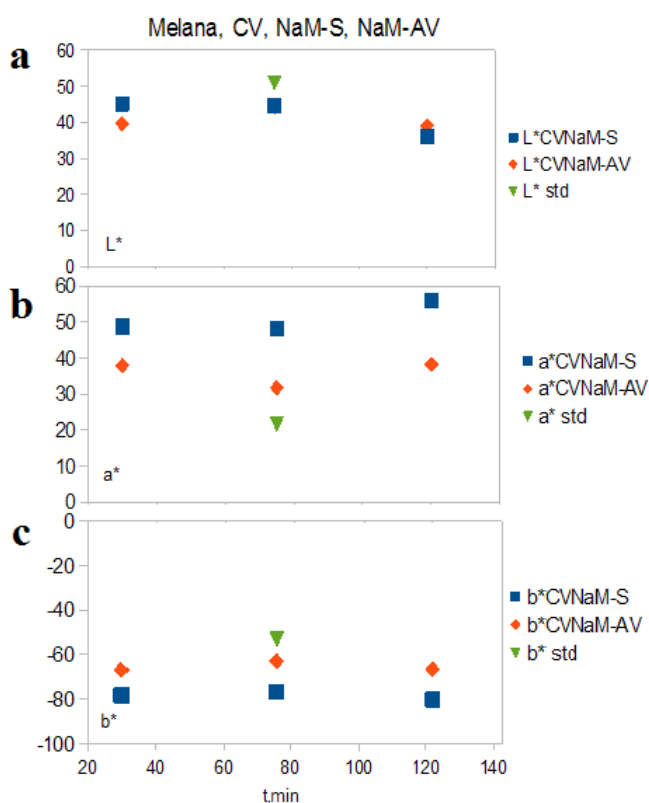 Melana, CV, NaM-S, NaM-AV
a
60
50
40
30
20
10
0
L*
L*CVNaM-S
L*CVNaM-AV
L* std
b
60
50
40
30
20
10
0
a*
a*CVNaM-S
a*CVNaM-AV
a* std
c
0
-20
-40
-60
-80
-100
b*
b*CVNaM-S
b*CVNaM-AV
b* std
20 40 60 80 100 120 140
t,min